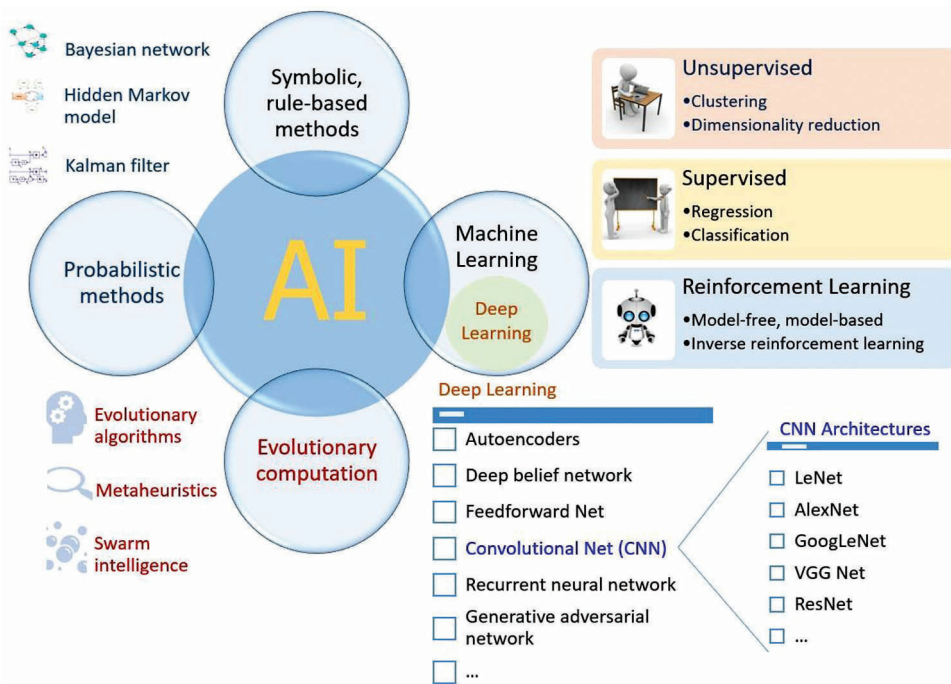 Bayesian network
Hidden Markov
model
Kalman filter
Symbolic,
rule-based
methods
Probabilistic
methods
AI
Machine
Learning
Deep
Learning
Evolutionary
computation
Evolutionary
algorithms
Metaheuristics
Swarm
intelligence
Unsupervised
•Clustering
•Dimensionality reduction
Supervised
•Regression
•Classification
Reinforcement Learning
•Model-free, model-based
•Inverse reinforcement learning
Deep Learning
Autoencoders
Deep belief network
Feedforward Net
Convolutional Net (CNN)
Recurrent neural network
Generative adversarial
network
...
CNN Architectures
LeNet
AlexNet
GoogLeNet
VGG Net
ResNet
...